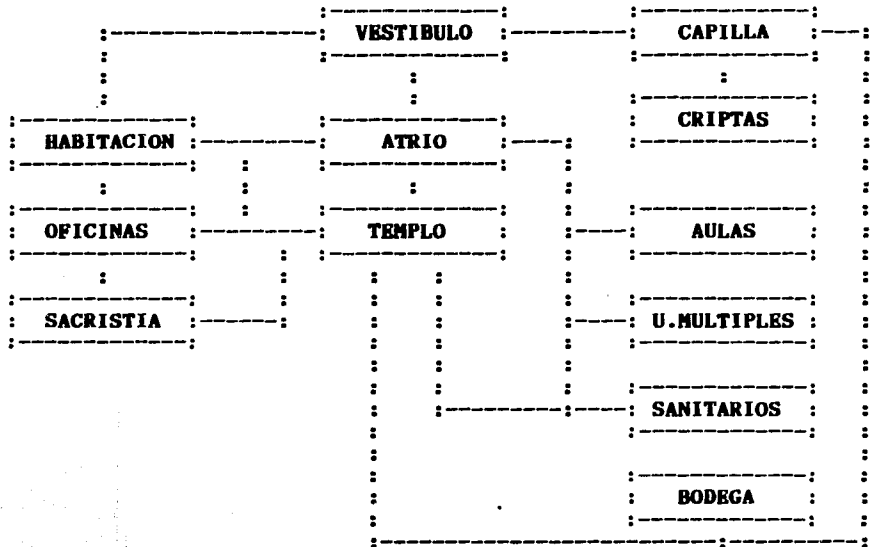 VESTIBULO CAPILLA
CRIPTAS
HABITACION ATRIO
OFICINAS TEMPLO AULAS
SACRISTIA U.MULTIPLES
SANITARIOS
BODEGA